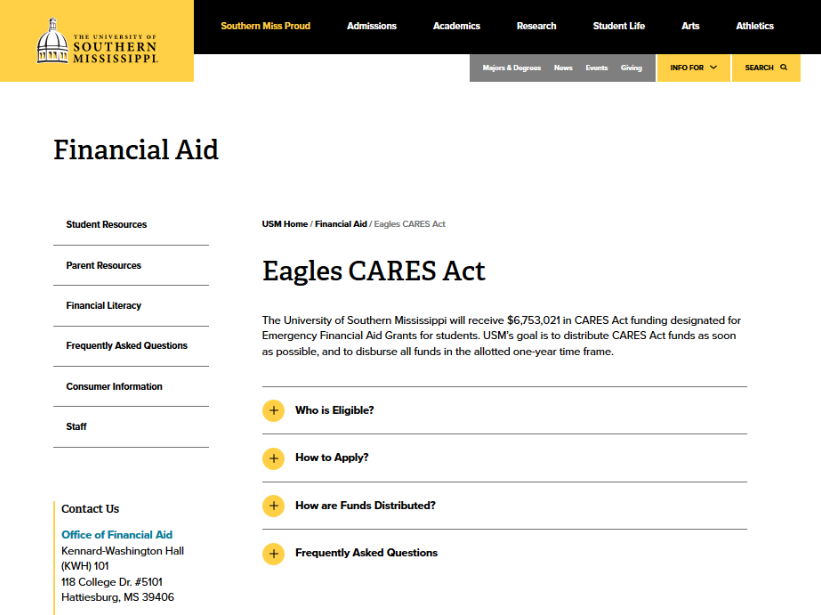 THE UNIVERSITY OF
SOUTHERN
MISSISSIPPI.
Southern Miss Proud
Admissions
Academics
Research
Student Life
Arts
Athletics
Majors & Degrees
News
Events
Giving
INFO FOR
SEARCH
Financial Aid
Student Resources
Parent Resources
Financial Literacy
Frequently Asked Questions
Consumer Information
Staff
Contact Us
Office of Financial Aid
Kennard-Washington Hall
(KWH) 101
118 College Dr. #5101
Hattiesburg, MS 39406
USM Home / Financial Aid / Eagles CARES Act
Eagles CARES Act
The University of Southern Mississippi will receive $6,753,021 in CARES Act funding designated for
Emergency Financial Aid Grants for students. USM's goal is to distribute CARES Act funds as soon
as possible, and to disburse all funds in the allotted one-year time frame.
Who is Eligible?
How to Apply?
How are Funds Distributed?
Frequently Asked Questions